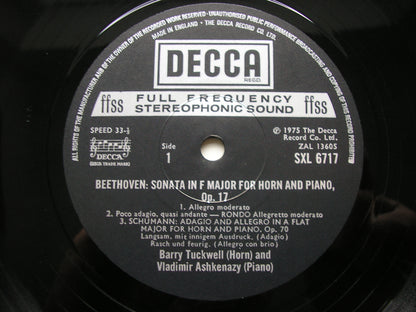 ALL RIGHTS OF THE MANUFACTURER AND OF THE OWNER OF THE RECORDED WORK RESERVED · UNAUTHORISED PUBLIC PERFORMANCE BROADCASTING AND COPYING OF THIS RECORD PROHIBITED
MADE IN ENGLAND · THE DECCA RECORD CO. LTD.
DECCA
REGD.
ffss FULL FREQUENCY ffss
STEREOPHONIC SOUND
SPEED 33-⅓
DECCA
Side
1
℗ 1975 The Decca
Record Co. Ltd.
ZAL 13605
SXL 6717
BEETHOVEN: SONATA IN F MAJOR FOR HORN AND PIANO,
Op. 17
1. Allegro moderato
2. Poco adagio, quasi andante — RONDO Allegretto moderato
3. SCHUMANN: ADAGIO AND ALLEGRO IN A FLAT
MAJOR FOR HORN AND PIANO, Op. 70
Langsam, mit innigem Ausdruck, (Adagio)
Rasch und feurig, (Allegro con brio)
Barry Tuckwell (Horn) and
Vladimir Ashkenazy (Piano)